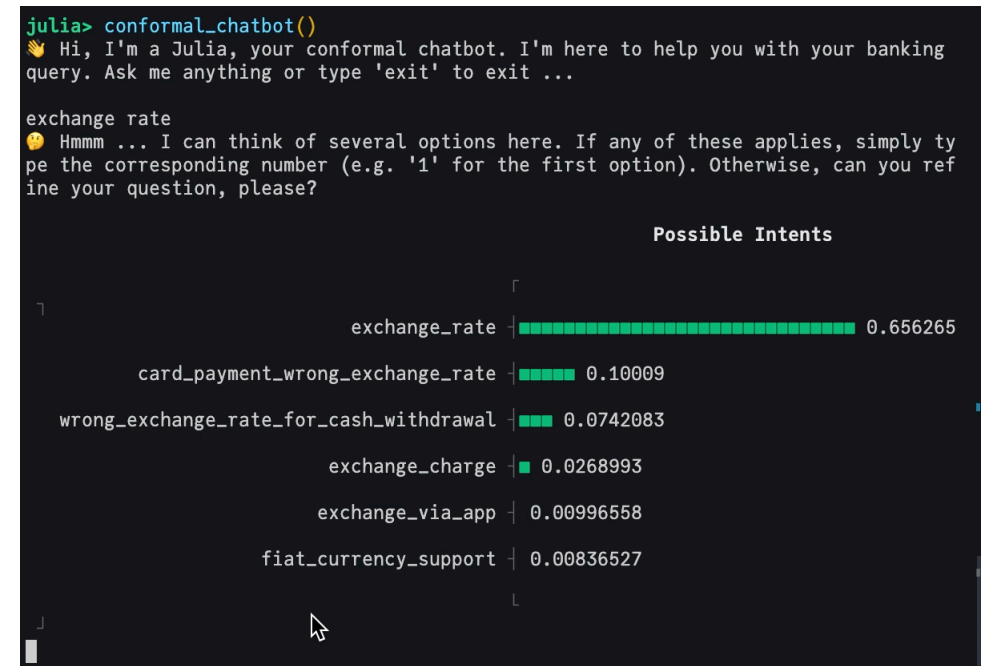 julia> conformal_chatbot()
👋 Hi, I'm a Julia, your conformal chatbot. I'm here to help you with your banking
query. Ask me anything or type 'exit' to exit ...
exchange rate
🤔 Hmmm ... I can think of several options here. If any of these applies, simply ty
pe the corresponding number (e.g. '1' for the first option). Otherwise, can you ref
ine your question, please?
Possible Intents
exchange_rate 0.656265
card_payment_wrong_exchange_rate 0.10009
wrong_exchange_rate_for_cash_withdrawal 0.0742083
exchange_charge 0.0268993
exchange_via_app 0.00996558
fiat_currency_support 0.00836527